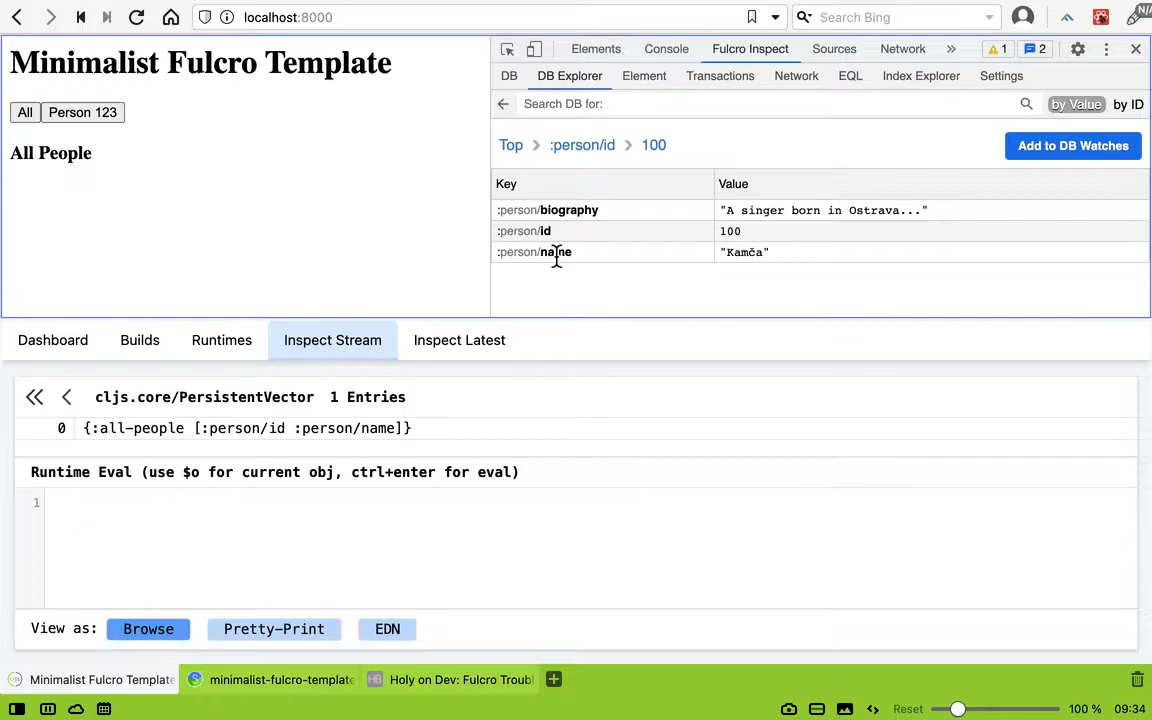 localhost:8000
Search Bing
Minimalist Fulcro Template
All
Person 123
All People
Elements
Console
Fulcro Inspect
Sources
Network
»
1
2
DB
DB Explorer
Element
Transactions
Network
EQL
Index Explorer
Settings
Search DB for:
by Value
by ID
Top
:person/id
100
Add to DB Watches
Key
Value
:person/biography
"A singer born in Ostrava..."
:person/id
100
:person/name
"Kamča"
Dashboard
Builds
Runtimes
Inspect Stream
Inspect Latest
cljs.core/PersistentVector 1 Entries
0 {:all-people [:person/id :person/name]}
Runtime Eval (use $o for current obj, ctrl+enter for eval)
1
View as:
Browse
Pretty-Print
EDN
Minimalist Fulcro Template
minimalist-fulcro-template
Holy on Dev: Fulcro Troubl
Reset
100 %
09:34